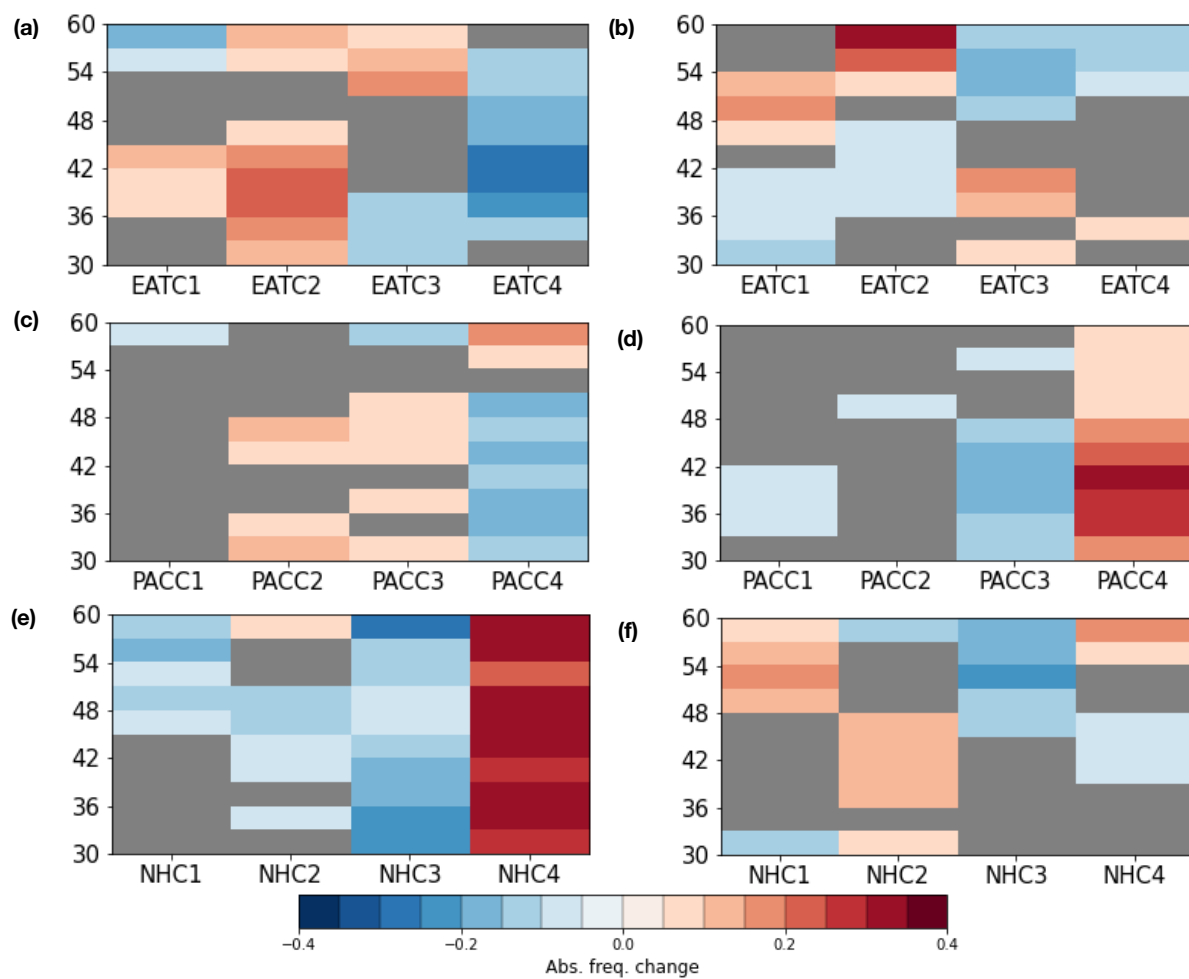 (a)
60
54
48
42
36
30
EATC1 EATC2 EATC3 EATC4
(b)
60
54
48
42
36
30
EATC1 EATC2 EATC3 EATC4
(c)
60
54
48
42
36
30
PACC1 PACC2 PACC3 PACC4
(d)
60
54
48
42
36
30
PACC1 PACC2 PACC3 PACC4
(e)
60
54
48
42
36
30
NHC1 NHC2 NHC3 NHC4
(f)
60
54
48
42
36
30
NHC1 NHC2 NHC3 NHC4
−0.4 −0.2 0.0 0.2 0.4
Abs. freq. change